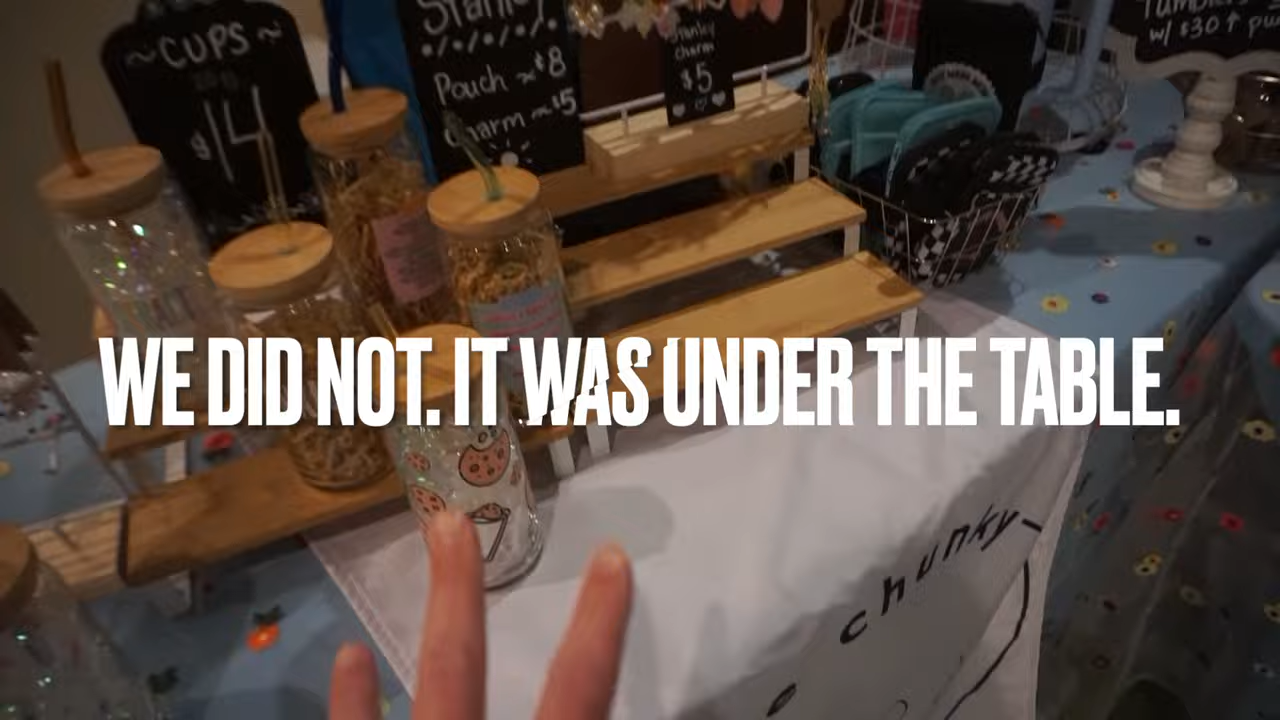 ~CUPS~
$14
Stanley
Pouch ~ $8
charm ~ $5
Stanley
charm
$5
Tumblers
w/ $30↑ pu
WE DID NOT. IT WAS UNDER THE TABLE.
chunky